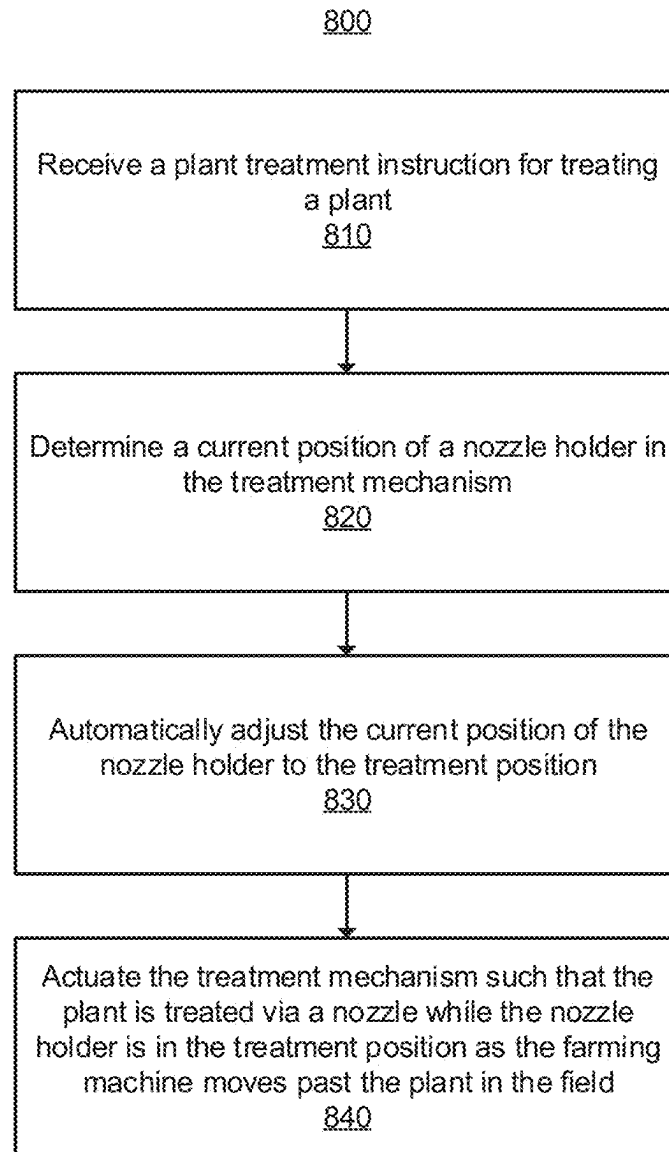 800
Receive a plant treatment instruction for treating
a plant
810
Determine a current position of a nozzle holder in
the treatment mechanism
820
Automatically adjust the current position of the
nozzle holder to the treatment position
830
Actuate the treatment mechanism such that the
plant is treated via a nozzle while the nozzle
holder is in the treatment position as the farming
machine moves past the plant in the field
840